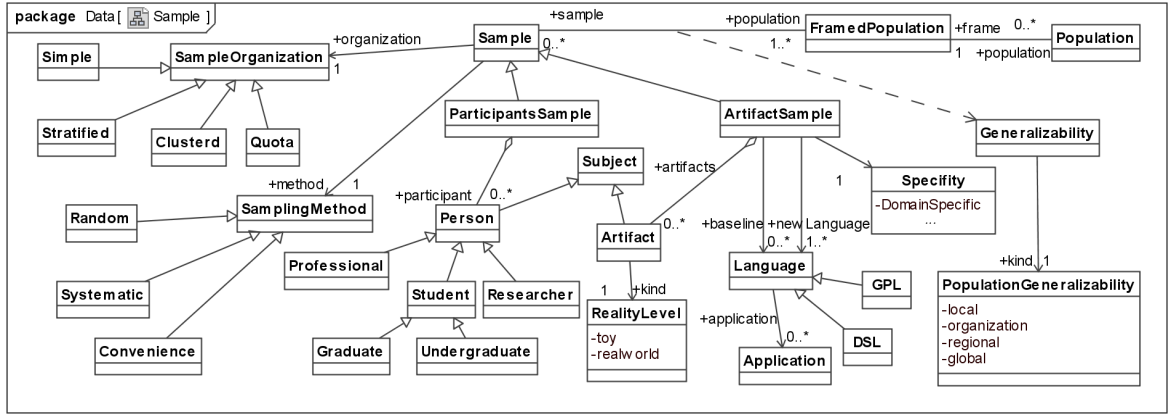 package Data[ Sample ]
+sample
+population
Sample
0..*
1..*
FramedPopulation
+frame
0..*
1
+population
Population
+organization
1
Simple
SampleOrganization
Stratified
Clusterd
Quota
ParticipantsSample
ArtifactSample
Generalizability
+method
1
SamplingMethod
Random
Systematic
Convenience
+participant
0..*
Subject
+artifacts
0..*
1
Specifity
-DomainSpecific
...
Person
Artifact
+baseline
+new Language
0..*
1..*
Professional
Student
Researcher
Graduate
Undergraduate
1
+kind
RealityLevel
-toy
-realworld
Language
GPL
DSL
+application
0..*
Application
+kind
1
PopulationGeneralizability
-local
-organization
-regional
-global